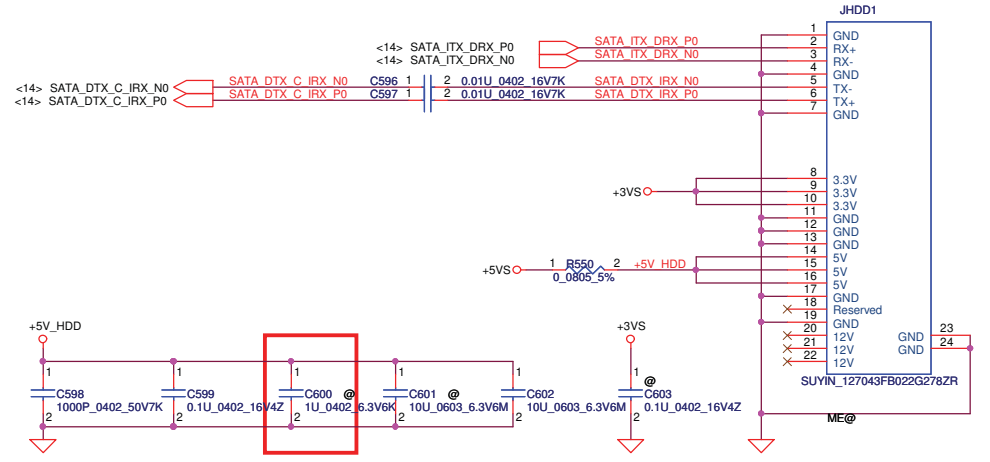 JHDD1
<14> SATA_ITX_DRX_P0 SATA_ITX_DRX_P0
<14> SATA_ITX_DRX_N0 SATA_ITX_DRX_N0
<14> SATA_DTX_C_IRX_N0 SATA_DTX_C_IRX_N0 C596 1 2 0.01U_0402_16V7K SATA_DTX_IRX_N0
<14> SATA_DTX_C_IRX_P0 SATA_DTX_C_IRX_P0 C597 1 2 0.01U_0402_16V7K SATA_DTX_IRX_P0
1 GND
2 RX+
3 RX-
4 GND
5 TX-
6 TX+
7 GND
+3VS
8 3.3V
9 3.3V
10 3.3V
11 GND
12 GND
13 GND
14 5V
+5VS 1 R550 2 +5V_HDD
0_0805_5%
15 5V
16 5V
17 GND
18 Reserved
19 GND
20 12V GND 23
21 12V GND 24
22 12V
SUYIN_127043FB022G278ZR
ME@
+5V_HDD
1 C598 2
1000P_0402_50V7K
1 C599 2
0.1U_0402_16V4Z
1 C600 @ 2
1U_0402_6.3V6K
1 C601 @ 2
10U_0603_6.3V6M
1 C602 2
10U_0603_6.3V6M
+3VS
1 @ C603 2
0.1U_0402_16V4Z